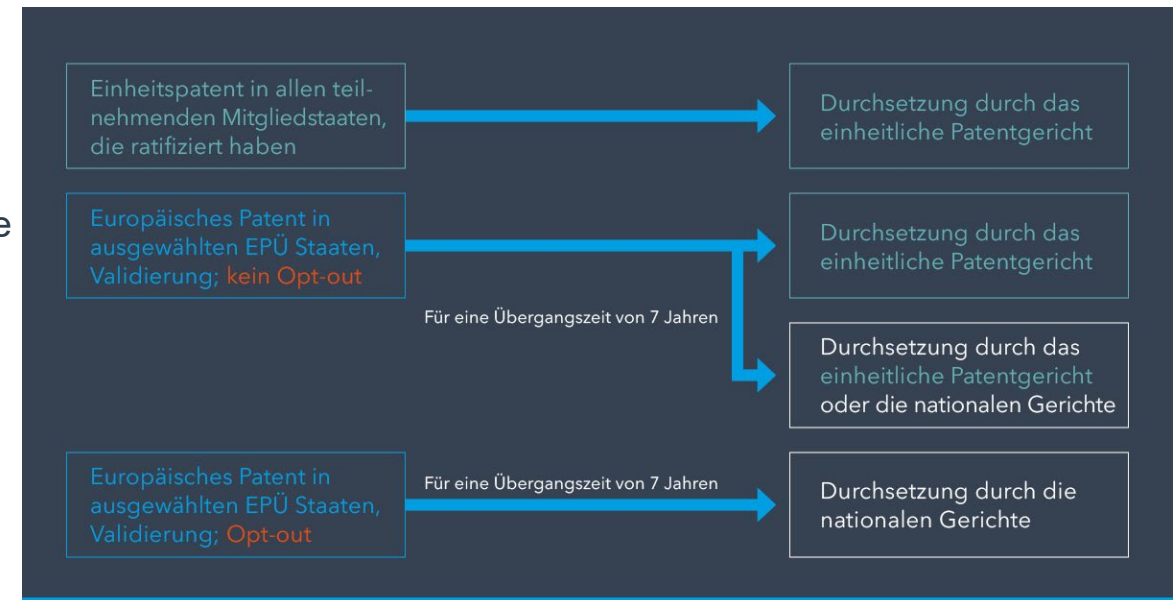 Einheitspatent in allen teil-
nehmenden Mitgliedstaaten,
die ratifiziert haben
Durchsetzung durch das
einheitliche Patentgericht
e
Europäisches Patent in
ausgewählten EPÜ Staaten,
Validierung; kein Opt-out
Durchsetzung durch das
einheitliche Patentgericht
Für eine Übergangszeit von 7 Jahren
Durchsetzung durch das
einheitliche Patentgericht
oder die nationalen Gerichte
Europäisches Patent in
ausgewählten EPÜ Staaten,
Validierung; Opt-out
Für eine Übergangszeit von 7 Jahren
Durchsetzung durch die
nationalen Gerichte